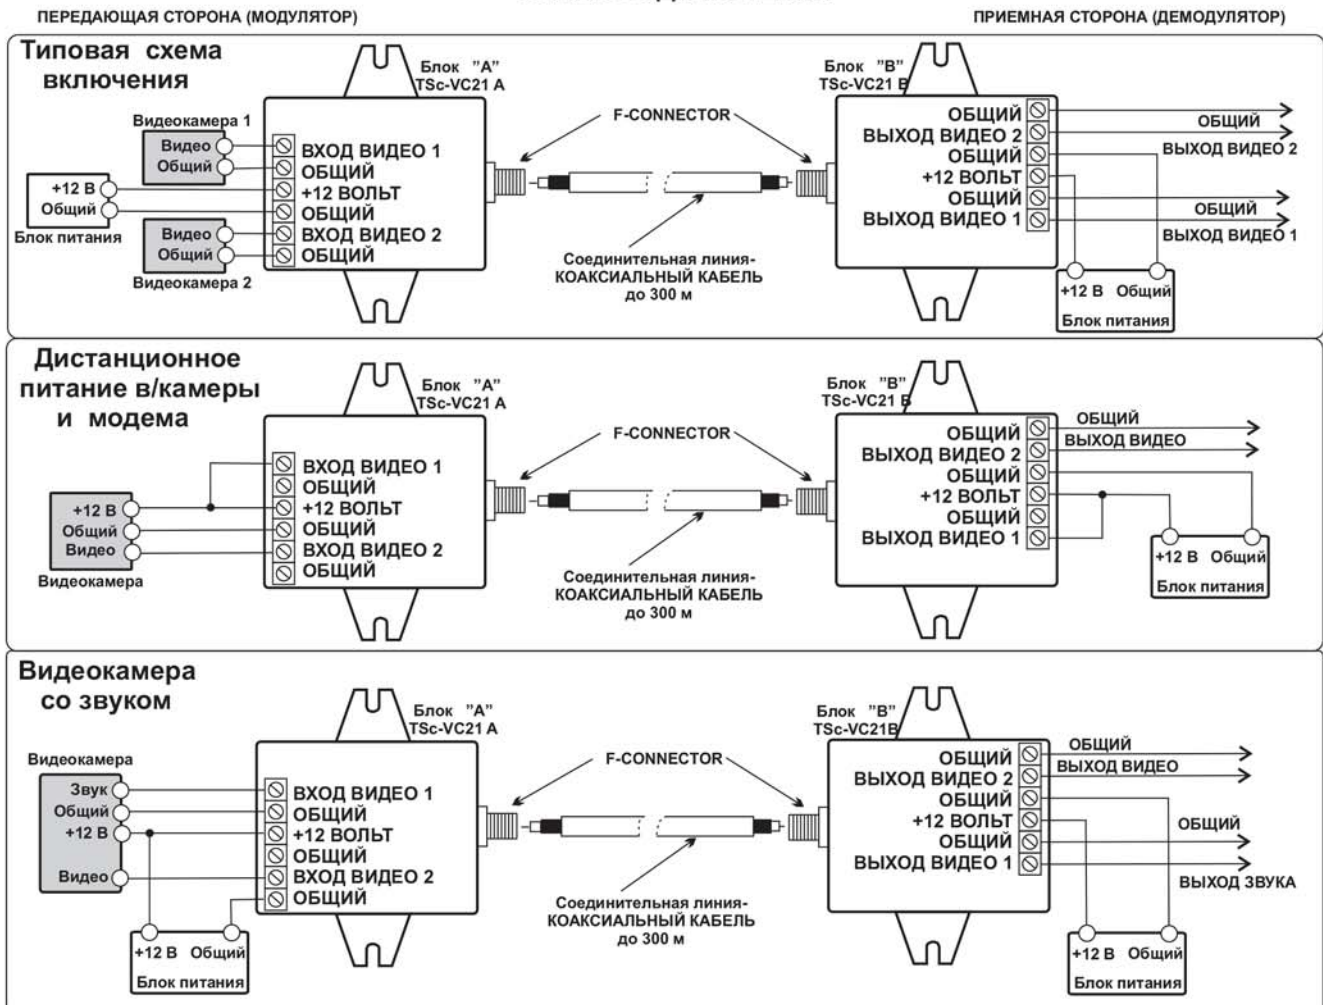 ПЕРЕДАЮЩАЯ СТОРОНА (МОДУЛЯТОР)
ПРИЕМНАЯ СТОРОНА (ДЕМОДУЛЯТОР)
Типовая схема
включения
Блок "А"
TSc-VC21 A
Блок "В"
TSc-VC21 B
F-CONNECTOR
Видеокамера 1
Видео
Общий
+12 В
Общий
Блок питания
Видео
Общий
Видеокамера 2
ВХОД ВИДЕО 1
ОБЩИЙ
+12 ВОЛЬТ
ОБЩИЙ
ВХОД ВИДЕО 2
ОБЩИЙ
Соединительная линия-
КОАКСИАЛЬНЫЙ КАБЕЛЬ
до 300 м
ОБЩИЙ
ВЫХОД ВИДЕО 2
ОБЩИЙ
+12 ВОЛЬТ
ОБЩИЙ
ВЫХОД ВИДЕО 1
ОБЩИЙ
ВЫХОД ВИДЕО 2
ОБЩИЙ
ВЫХОД ВИДЕО 1
+12 В Общий
Блок питания
Дистанционное
питание в/камеры
и модема
Блок "А"
TSc-VC21 A
Блок "В"
TSc-VC21 B
F-CONNECTOR
+12 В
Общий
Видео
Видеокамера
ВХОД ВИДЕО 1
ОБЩИЙ
+12 ВОЛЬТ
ОБЩИЙ
ВХОД ВИДЕО 2
ОБЩИЙ
Соединительная линия-
КОАКСИАЛЬНЫЙ КАБЕЛЬ
до 300 м
ОБЩИЙ
ВЫХОД ВИДЕО 2
ОБЩИЙ
+12 ВОЛЬТ
ОБЩИЙ
ВЫХОД ВИДЕО 1
ОБЩИЙ
ВЫХОД ВИДЕО
+12 В Общий
Блок питания
Видеокамера
со звуком
Блок "А"
TSc-VC21 A
Блок "В"
TSc-VC21B
F-CONNECTOR
Видеокамера
Звук
Общий
+12 В
Видео
+12 В Общий
Блок питания
ВХОД ВИДЕО 1
ОБЩИЙ
+12 ВОЛЬТ
ОБЩИЙ
ВХОД ВИДЕО 2
ОБЩИЙ
Соединительная линия-
КОАКСИАЛЬНЫЙ КАБЕЛЬ
до 300 м
ОБЩИЙ
ВЫХОД ВИДЕО 2
ОБЩИЙ
+12 ВОЛЬТ
ОБЩИЙ
ВЫХОД ВИДЕО 1
ОБЩИЙ
ВЫХОД ВИДЕО
ОБЩИЙ
ВЫХОД ЗВУКА
+12 В Общий
Блок питания